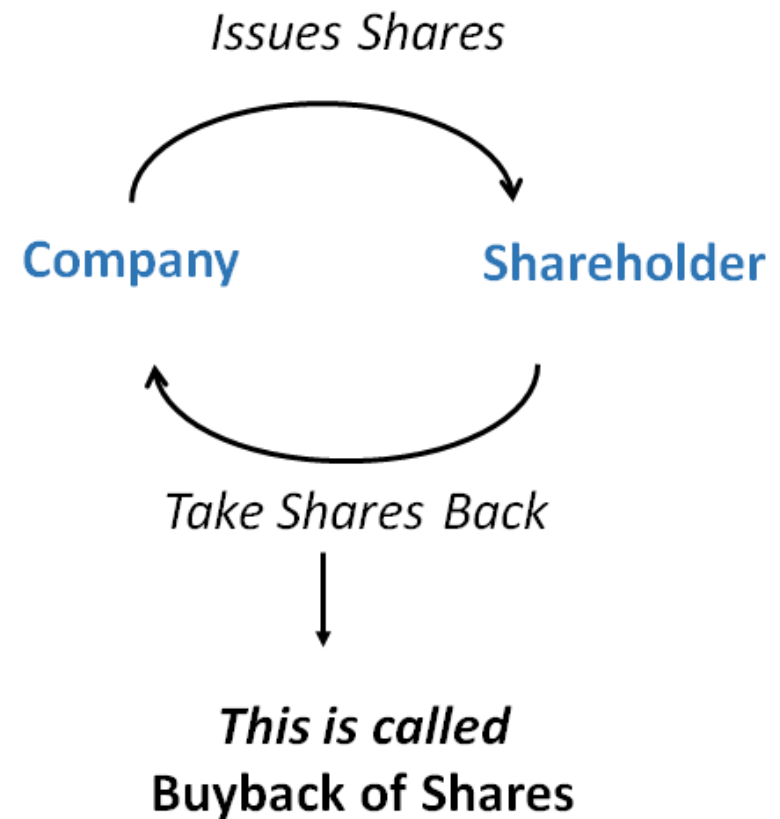 Issues Shares
Company
Shareholder
Take Shares Back
This is called
Buyback of Shares